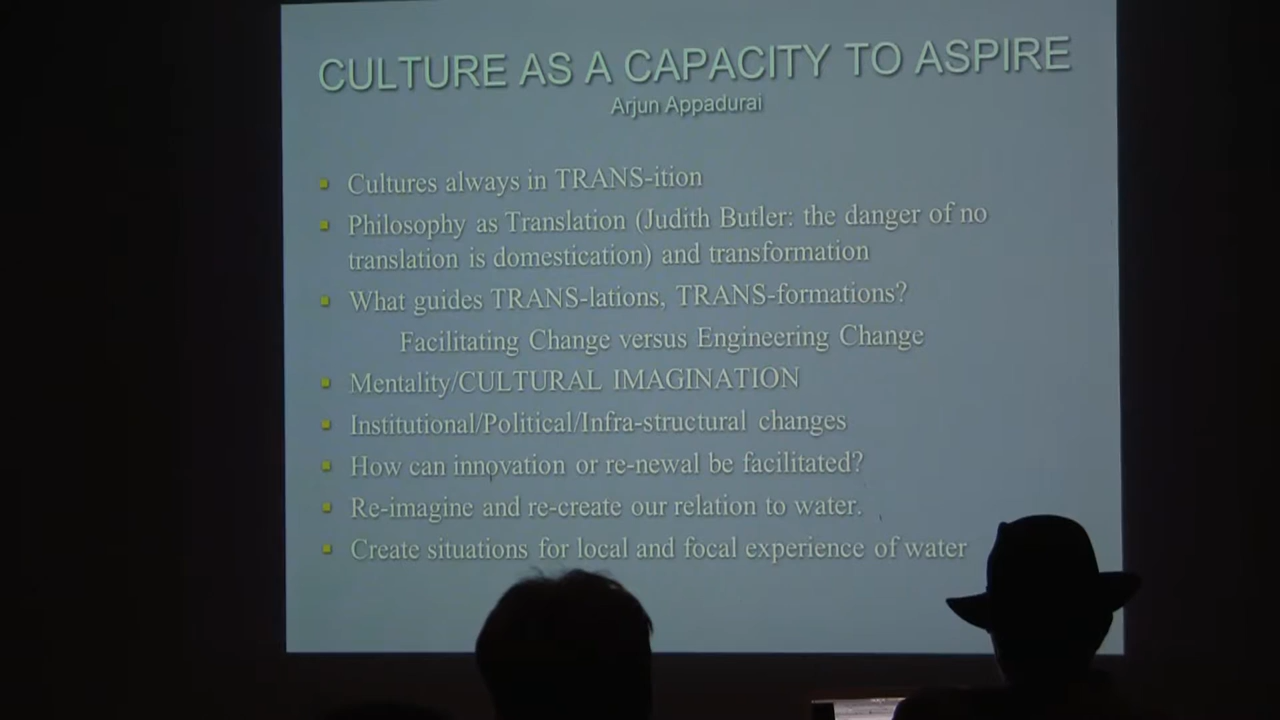 CULTURE AS A CAPACITY TO ASPIRE
Arjun Appadurai
Cultures always in TRANS-ition
Philosophy as Translation (Judith Butler: the danger of no
translation is domestication) and transformation
What guides TRANS-lations, TRANS-formations?
Facilitating Change versus Engineering Change
Mentality/CULTURAL IMAGINATION
Institutional/Political/Infra-structural changes
How can innovation or re-newal be facilitated?
Re-imagine and re-create our relation to water.
Create situations for local and focal experience of water